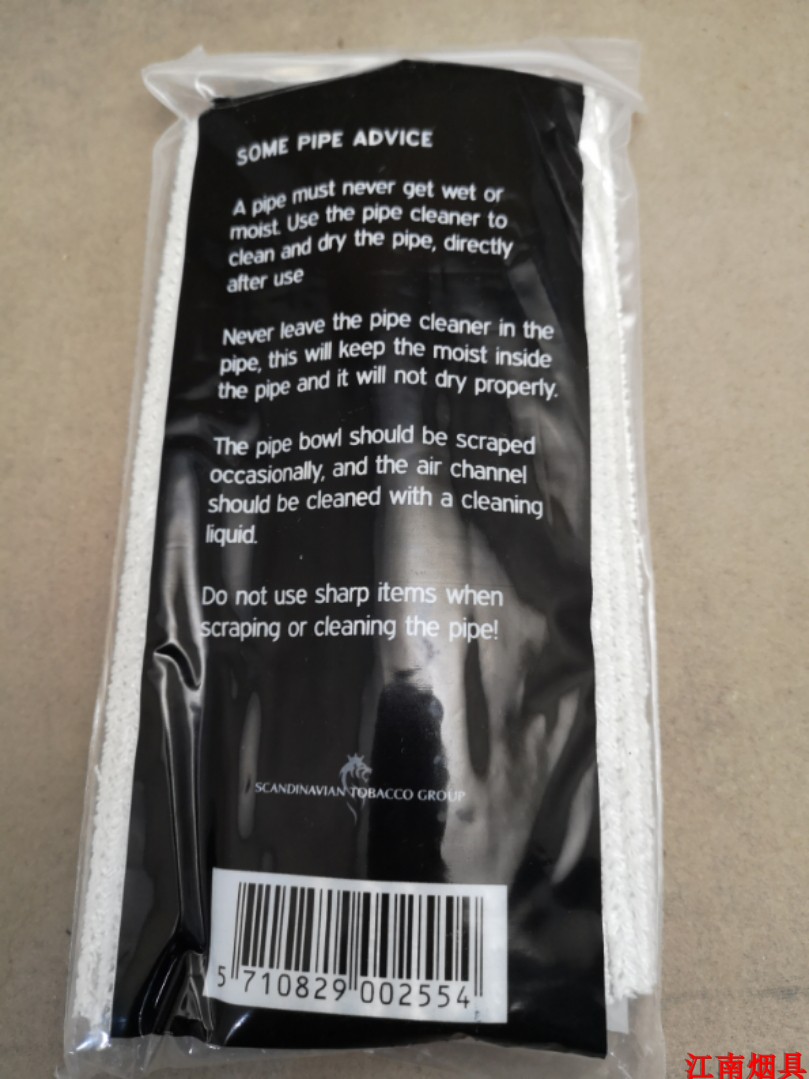 SOME PIPE ADVICE
A pipe must never get wet or
moist. Use the pipe cleaner to
clean and dry the pipe, directly
after use
Never leave the pipe cleaner in the
pipe, this will keep the moist inside
the pipe and it will not dry properly.
The pipe bowl should be scraped
occasionally, and the air channel
should be cleaned with a cleaning
liquid.
Do not use sharp items when
scraping or cleaning the pipe!
SCANDINAVIAN TOBACCO GROUP
5 710829 002554
江南烟具